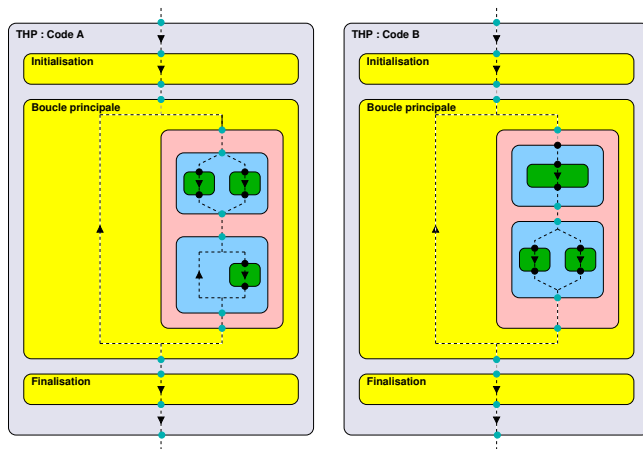 THP : Code A
Initialisation
Boucle principale
Finalisation
THP : Code B
Initialisation
Boucle principale
Finalisation